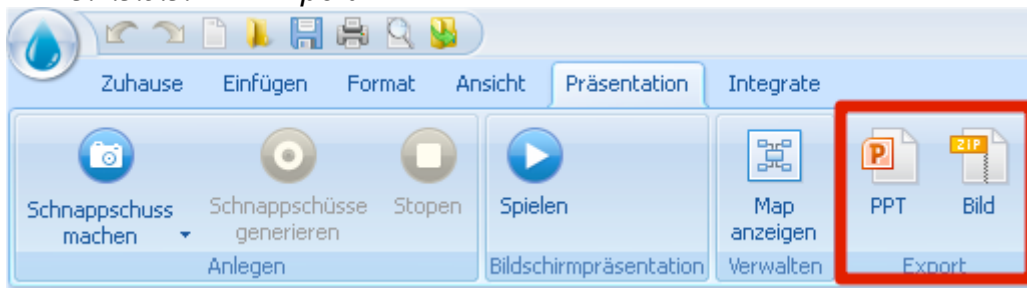 Zuhause Einfügen Format Ansicht Präsentation Integrate
Schnappschuss machen
Schnappschüsse generieren
Stopen
Spielen
Map anzeigen
PPT
ZIP
Bild
Anlegen Bildschirmpräsentation Verwalten Export